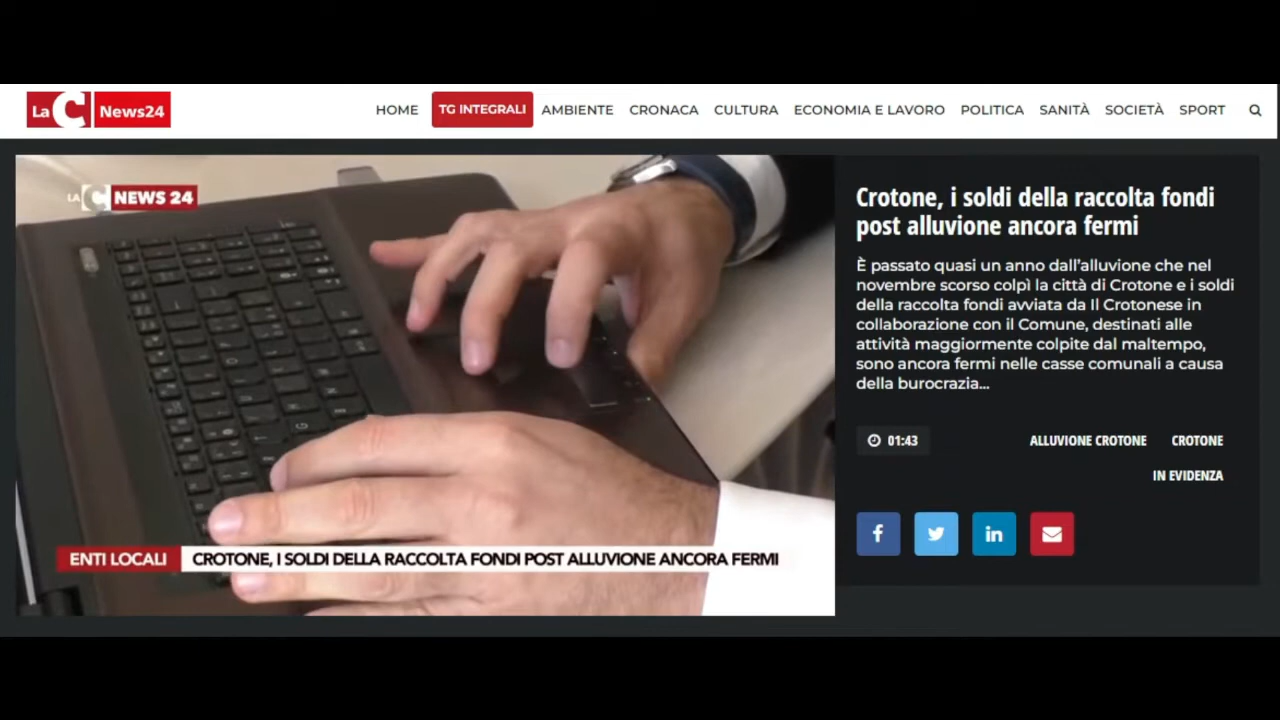 La C News24
HOME TG INTEGRALI AMBIENTE CRONACA CULTURA ECONOMIA E LAVORO POLITICA SANITÀ SOCIETÀ SPORT
LA C NEWS 24
ENTI LOCALI CROTONE, I SOLDI DELLA RACCOLTA FONDI POST ALLUVIONE ANCORA FERMI
Crotone, i soldi della raccolta fondi
post alluvione ancora fermi
È passato quasi un anno dall'alluvione che nel
novembre scorso colpì la città di Crotone e i soldi
della raccolta fondi avviata da Il Crotonese in
collaborazione con il Comune, destinati alle
attività maggiormente colpite dal maltempo,
sono ancora fermi nelle casse comunali a causa
della burocrazia...
01:43 ALLUVIONE CROTONE CROTONE
IN EVIDENZA